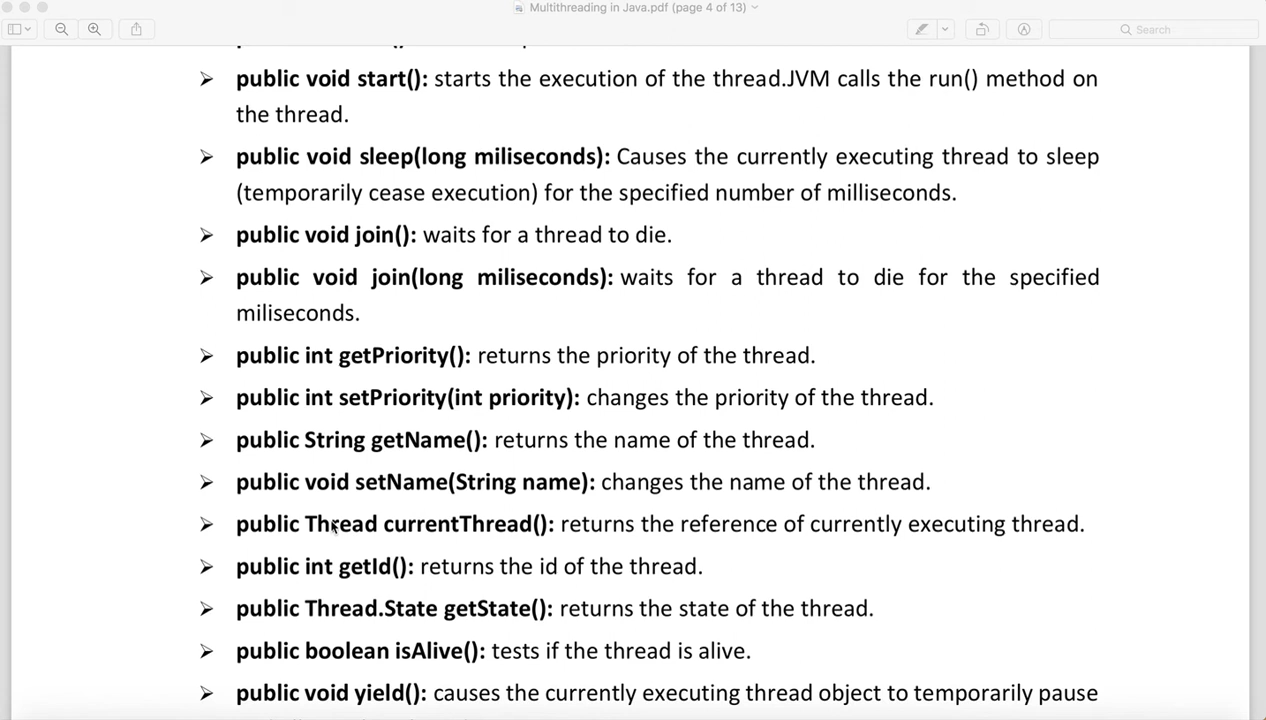 Multithreading in Java.pdf (page 4 of 13)
Search
public void start(): starts the execution of the thread.JVM calls the run() method on
the thread.
public void sleep(long miliseconds): Causes the currently executing thread to sleep
(temporarily cease execution) for the specified number of milliseconds.
public void join(): waits for a thread to die.
public void join(long miliseconds): waits for a thread to die for the specified
miliseconds.
public int getPriority(): returns the priority of the thread.
public int setPriority(int priority): changes the priority of the thread.
public String getName(): returns the name of the thread.
public void setName(String name): changes the name of the thread.
public Thread currentThread(): returns the reference of currently executing thread.
public int getId(): returns the id of the thread.
public Thread.State getState(): returns the state of the thread.
public boolean isAlive(): tests if the thread is alive.
public void yield(): causes the currently executing thread object to temporarily pause